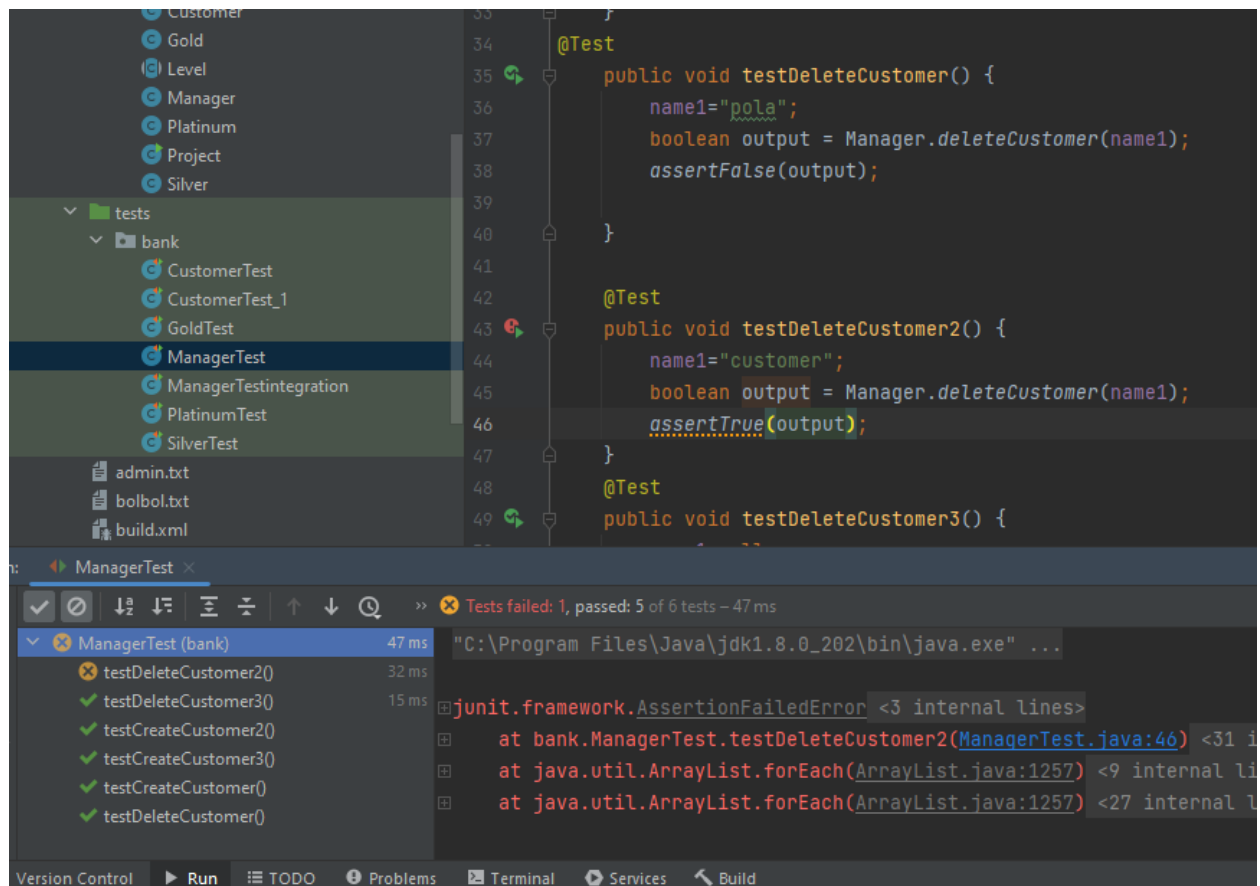 Customer
Gold
Level
Manager
Platinum
Project
Silver
tests
bank
CustomerTest
CustomerTest_1
GoldTest
ManagerTest
ManagerTestintegration
PlatinumTest
SilverTest
admin.txt
bolbol.txt
build.xml
33 }
34 @Test
35 public void testDeleteCustomer() {
36 name1="pola";
37 boolean output = Manager.deleteCustomer(name1);
38 assertFalse(output);
39
40 }
41
42 @Test
43 public void testDeleteCustomer2() {
44 name1="customer";
45 boolean output = Manager.deleteCustomer(name1);
46 assertTrue(output);
47 }
48 @Test
49 public void testDeleteCustomer3() {
ManagerTest
Tests failed: 1, passed: 5 of 6 tests – 47 ms
ManagerTest (bank) 47 ms
testDeleteCustomer2() 32 ms
testDeleteCustomer3() 15 ms
testCreateCustomer2()
testCreateCustomer3()
testCreateCustomer()
testDeleteCustomer()
"C:\Program Files\Java\jdk1.8.0_202\bin\java.exe" ...
junit.framework.AssertionFailedError <3 internal lines>
at bank.ManagerTest.testDeleteCustomer2(ManagerTest.java:46) <31 i
at java.util.ArrayList.forEach(ArrayList.java:1257) <9 internal li
at java.util.ArrayList.forEach(ArrayList.java:1257) <27 internal l
Version Control Run TODO Problems Terminal Services Build